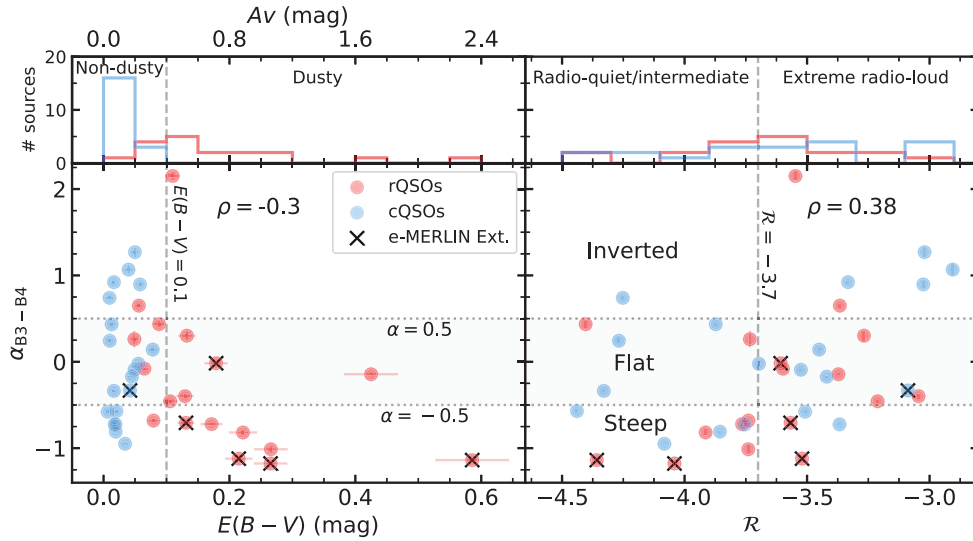 Av (mag)
0.0 0.8 1.6 2.4
Non-dusty Dusty
Radio-quiet/intermediate Extreme radio-loud
# sources
20
10
0
rQSOs
cQSOs
e-MERLIN Ext.
ρ = -0.3
E(B − V) = 0.1
α = 0.5
α = −0.5
ρ = 0.38
ℛ = −3.7
Inverted
Flat
Steep
α_{B3−B4}
2
1
0
−1
0.0 0.2 0.4 0.6
−4.5 −4.0 −3.5 −3.0
E(B − V) (mag)
ℛ